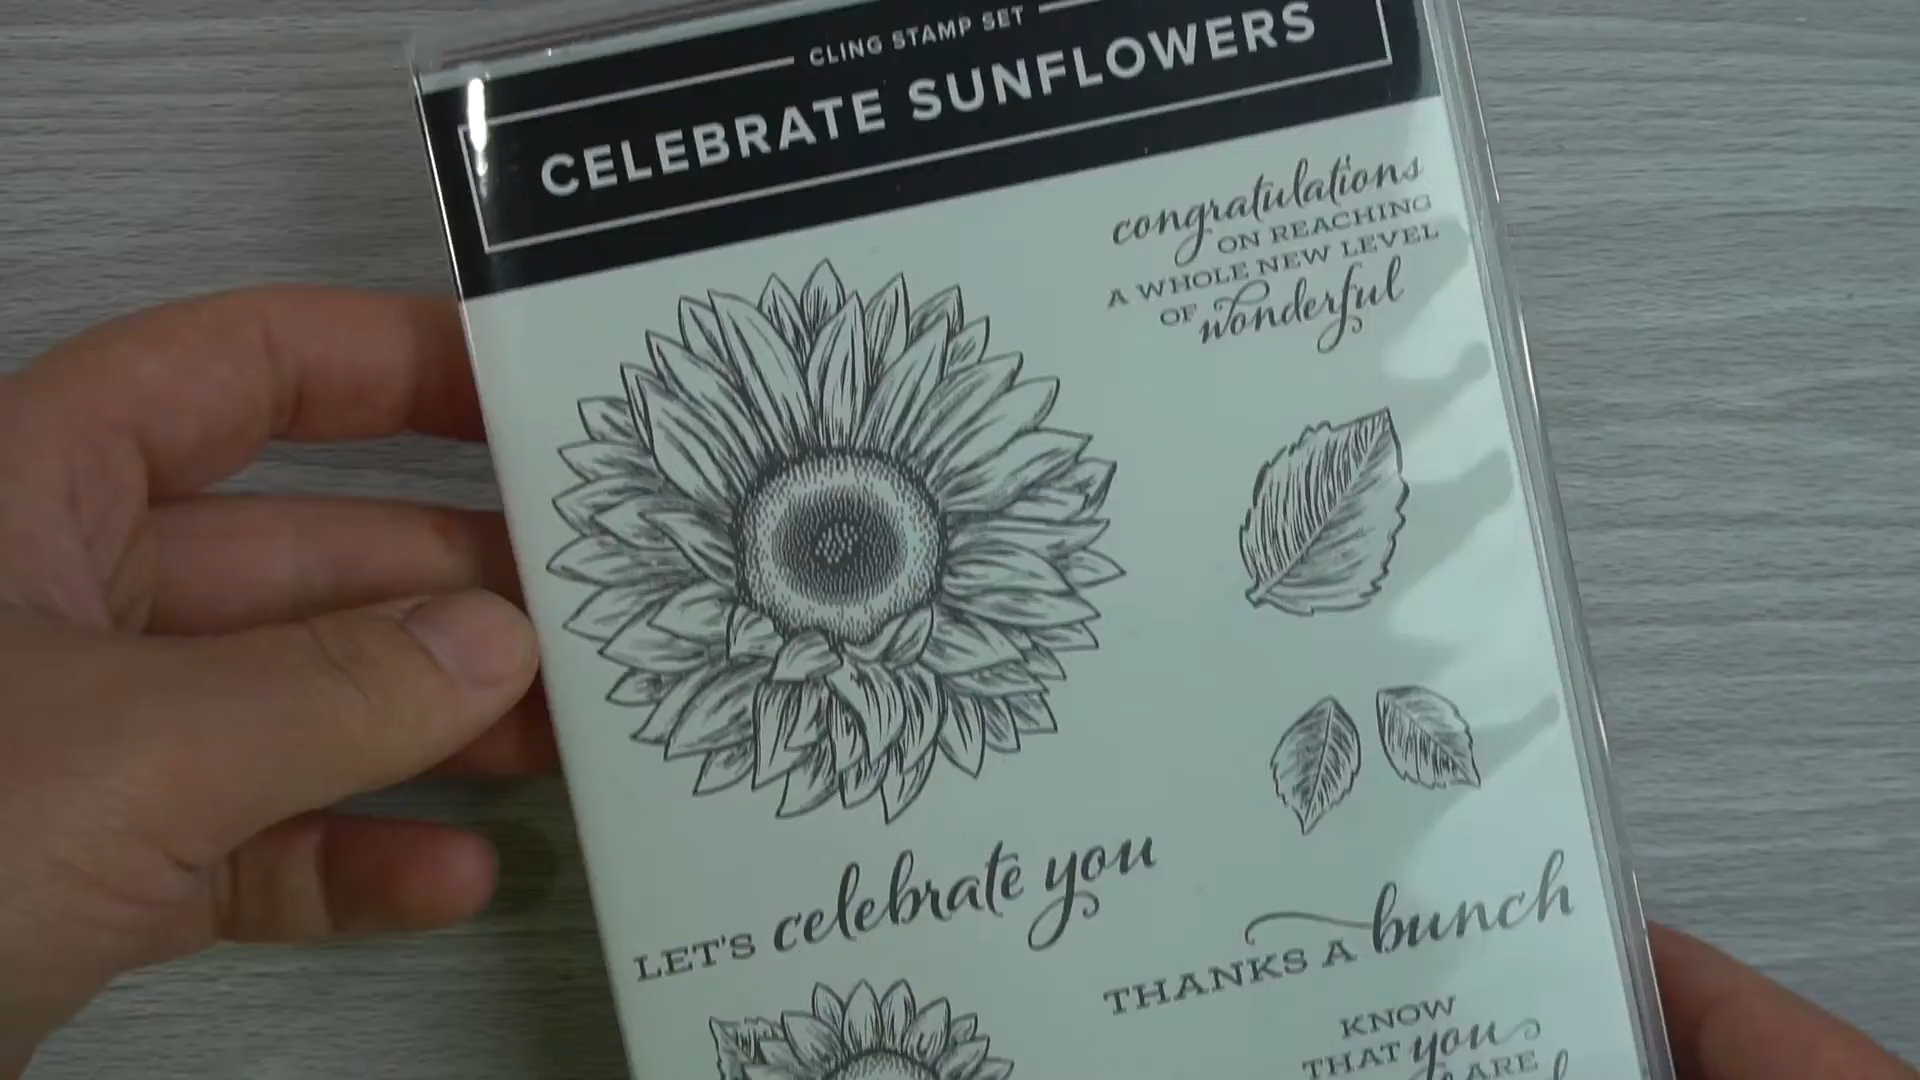 CLING STAMP SET
CELEBRATE SUNFLOWERS
congratulations
ON REACHING
A WHOLE NEW LEVEL
OF wonderful
LET'S celebrate you
THANKS A bunch
KNOW
THAT you
ARE